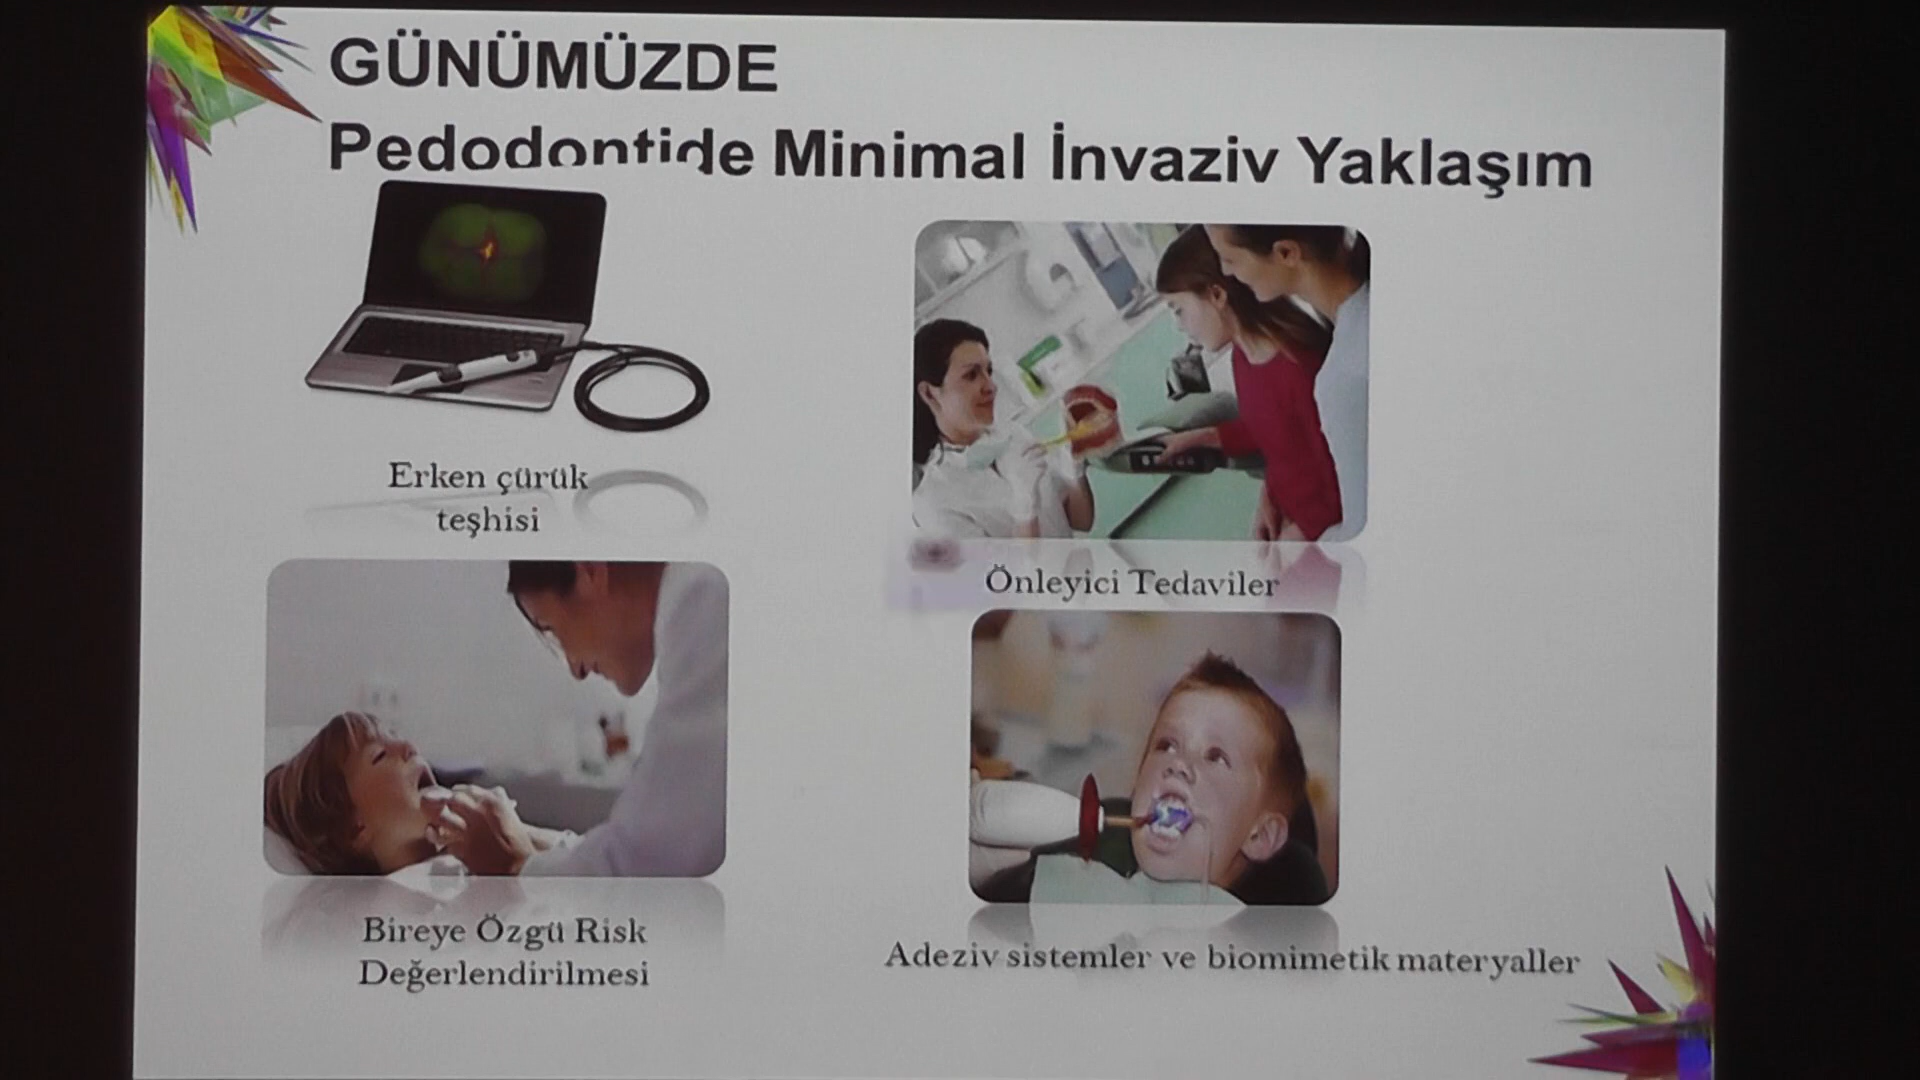 GÜNÜMÜZDE
Pedodontide Minimal İnvaziv Yaklaşım
Erken çürük
teşhisi
Önleyici Tedaviler
Bireye Özgü Risk
Değerlendirilmesi
Adeziv sistemler ve biomimetik materyaller